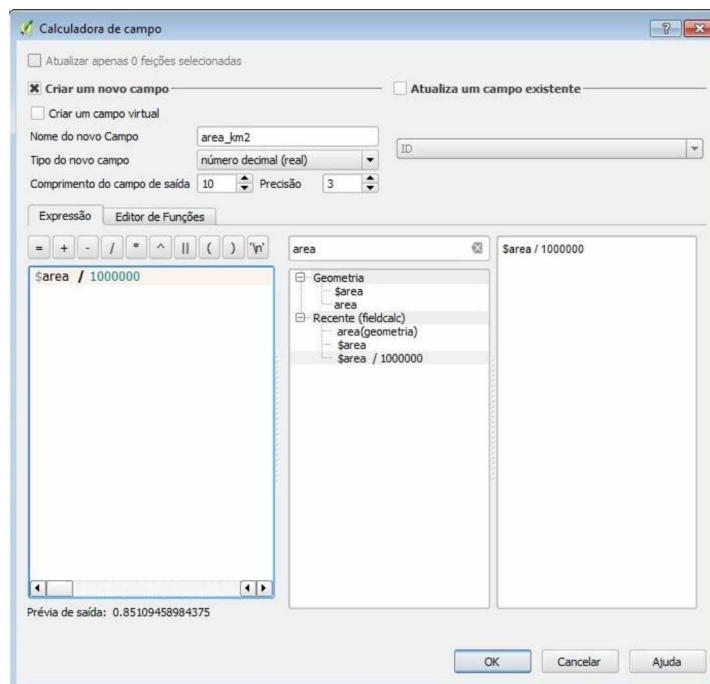 Calculadora de campo
Atualizar apenas 0 feições selecionadas
Criar um novo campo
Atualiza um campo existente
Criar um campo virtual
Nome do novo Campo area_km2
ID
Tipo do novo campo número decimal (real)
Comprimento do campo de saída 10 Precisão 3
Expressão Editor de Funções
= + - / * ^ || ( ) '\n'
area
$area / 1000000
$area / 1000000
Geometria
$area
area
Recente (fieldcalc)
area(geometria)
$area
$area / 1000000
Prévia de saída: 0.85109458984375
OK Cancelar Ajuda